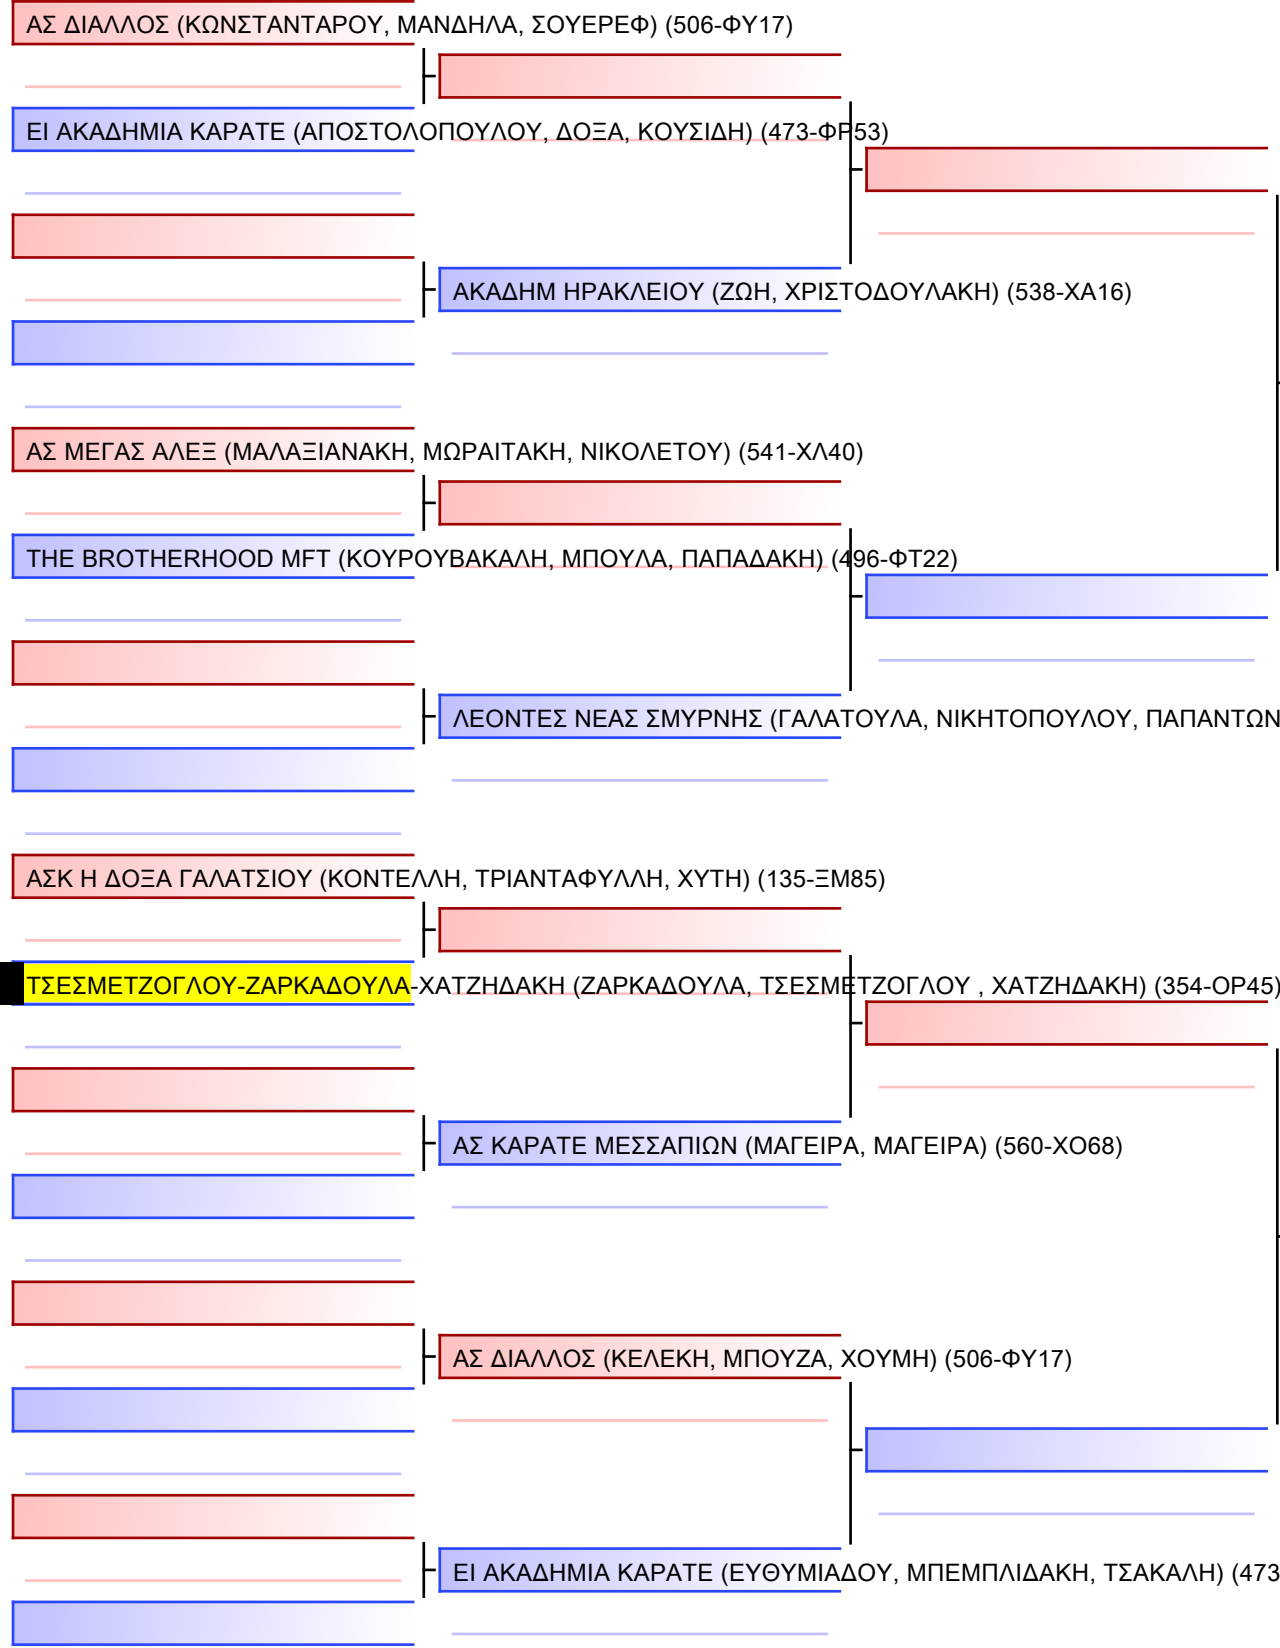 ΑΣ ΔΙΑΛΛΟΣ (ΚΩΝΣΤΑΝΤΑΡΟΥ, ΜΑΝΔΗΛΑ, ΣΟΥΕΡΕΦ) (506-ΦΥ17)
ΕΙ ΑΚΑΔΗΜΙΑ ΚΑΡΑΤΕ (ΑΠΟΣΤΟΛΟΠΟΥΛΟΥ, ΔΟΞΑ, ΚΟΥΣΙΔΗ) (473-ΦΡ53)
ΑΚΑΔΗΜ ΗΡΑΚΛΕΙΟΥ (ΖΩΗ, ΧΡΙΣΤΟΔΟΥΛΑΚΗ) (538-ΧΑ16)
ΑΣ ΜΕΓΑΣ ΑΛΕΞ (ΜΑΛΑΞΙΑΝΑΚΗ, ΜΩΡΑΙΤΑΚΗ, ΝΙΚΟΛΕΤΟΥ) (541-ΧΛ40)
THE BROTHERHOOD MFT (ΚΟΥΡΟΥΒΑΚΑΛΗ, ΜΠΟΥΛΑ, ΠΑΠΑΔΑΚΗ) (496-ΦΤ22)
ΛΕΟΝΤΕΣ ΝΕΑΣ ΣΜΥΡΝΗΣ (ΓΑΛΑΤΟΥΛΑ, ΝΙΚΗΤΟΠΟΥΛΟΥ, ΠΑΠΑΝΤΩΝ
ΑΣΚ Η ΔΟΞΑ ΓΑΛΑΤΣΙΟΥ (ΚΟΝΤΕΛΛΗ, ΤΡΙΑΝΤΑΦΥΛΛΗ, ΧΥΤΗ) (135-ΞΜ85)
ΤΣΕΣΜΕΤΖΟΓΛΟΥ-ΖΑΡΚΑΔΟΥΛΑ-ΧΑΤΖΗΔΑΚΗ (ΖΑΡΚΑΔΟΥΛΑ, ΤΣΕΣΜΕΤΖΟΓΛΟΥ , ΧΑΤΖΗΔΑΚΗ) (354-ΟΡ45)
ΑΣ ΚΑΡΑΤΕ ΜΕΣΣΑΠΙΩΝ (ΜΑΓΕΙΡΑ, ΜΑΓΕΙΡΑ) (560-ΧΟ68)
ΑΣ ΔΙΑΛΛΟΣ (ΚΕΛΕΚΗ, ΜΠΟΥΖΑ, ΧΟΥΜΗ) (506-ΦΥ17)
ΕΙ ΑΚΑΔΗΜΙΑ ΚΑΡΑΤΕ (ΕΥΘΥΜΙΑΔΟΥ, ΜΠΕΜΠΛΙΔΑΚΗ, ΤΣΑΚΑΛΗ) (473